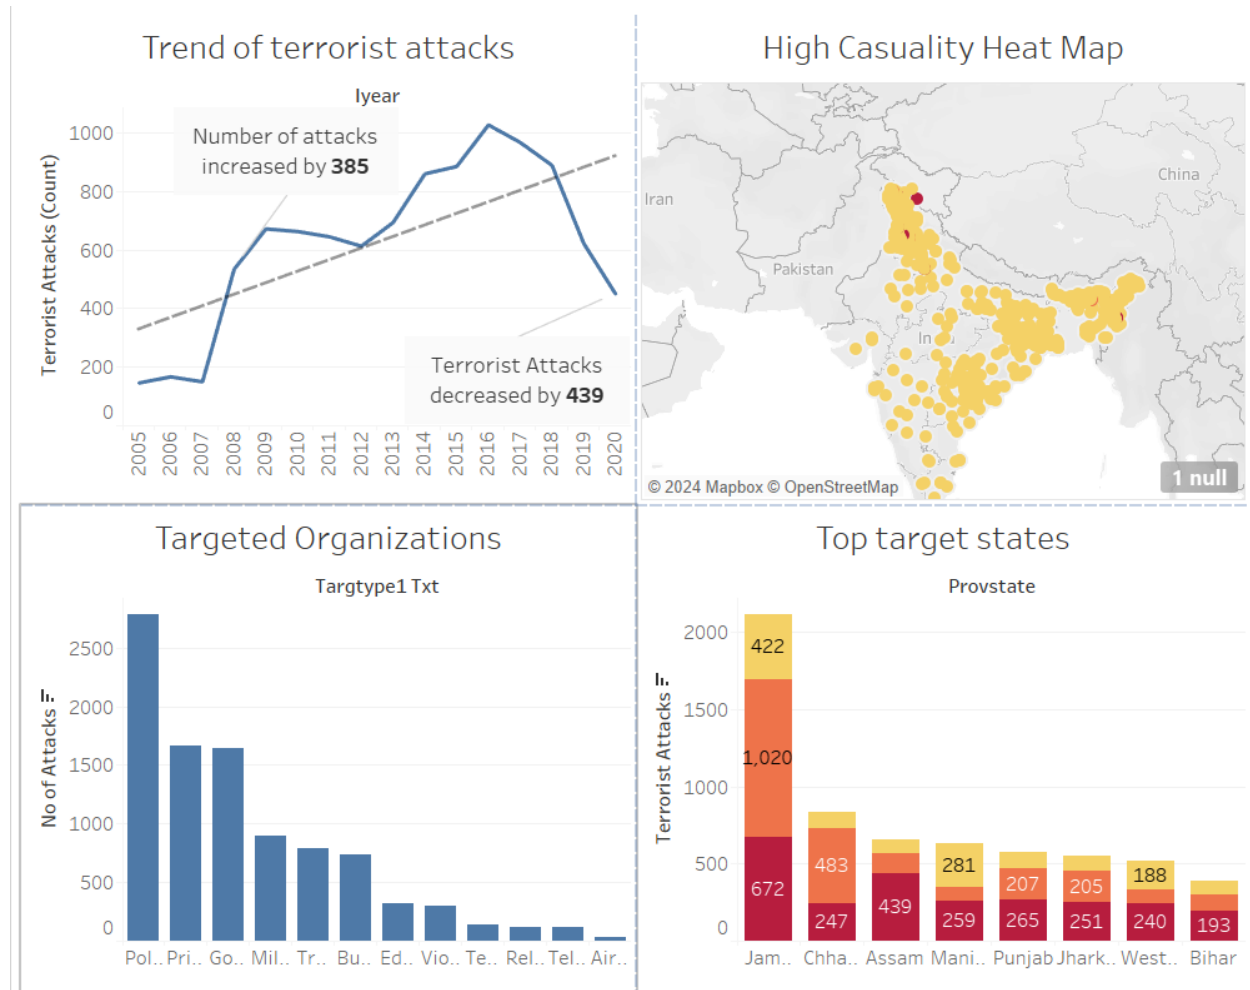 Trend of terrorist attacks
Iyear
Terrorist Attacks (Count)
1000
800
600
400
200
0
Number of attacks
increased by 385
Terrorist Attacks
decreased by 439
2005
2006
2007
2008
2009
2010
2011
2012
2013
2014
2015
2016
2017
2018
2019
2020
High Casuality Heat Map
Iran
Pakistan
China
© 2024 Mapbox © OpenStreetMap
1 null
Targeted Organizations
Targtype1 Txt
No of Attacks
2500
2000
1500
1000
500
0
Pol.. Pri.. Go.. Mil.. Tr.. Bu.. Ed.. Vio.. Te.. Rel.. Tel.. Air..
Top target states
Provstate
Terrorist Attacks
2000
1500
1000
500
0
422
1,020
672
483
247
439
281
259
207
265
205
251
188
240
193
Jam.. Chha.. Assam Mani.. Punjab Jhark.. West.. Bihar